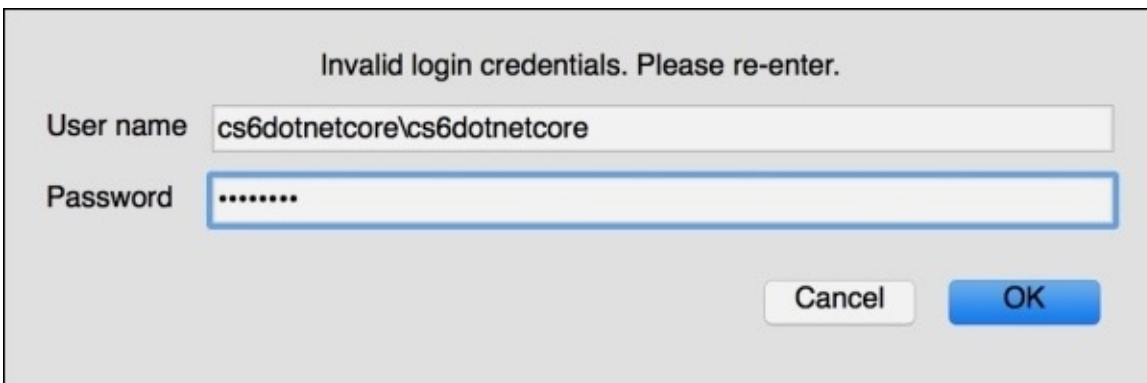 Invalid login credentials. Please re-enter.
User name cs6dotnetcore\cs6dotnetcore
Password ••••••••
Cancel OK